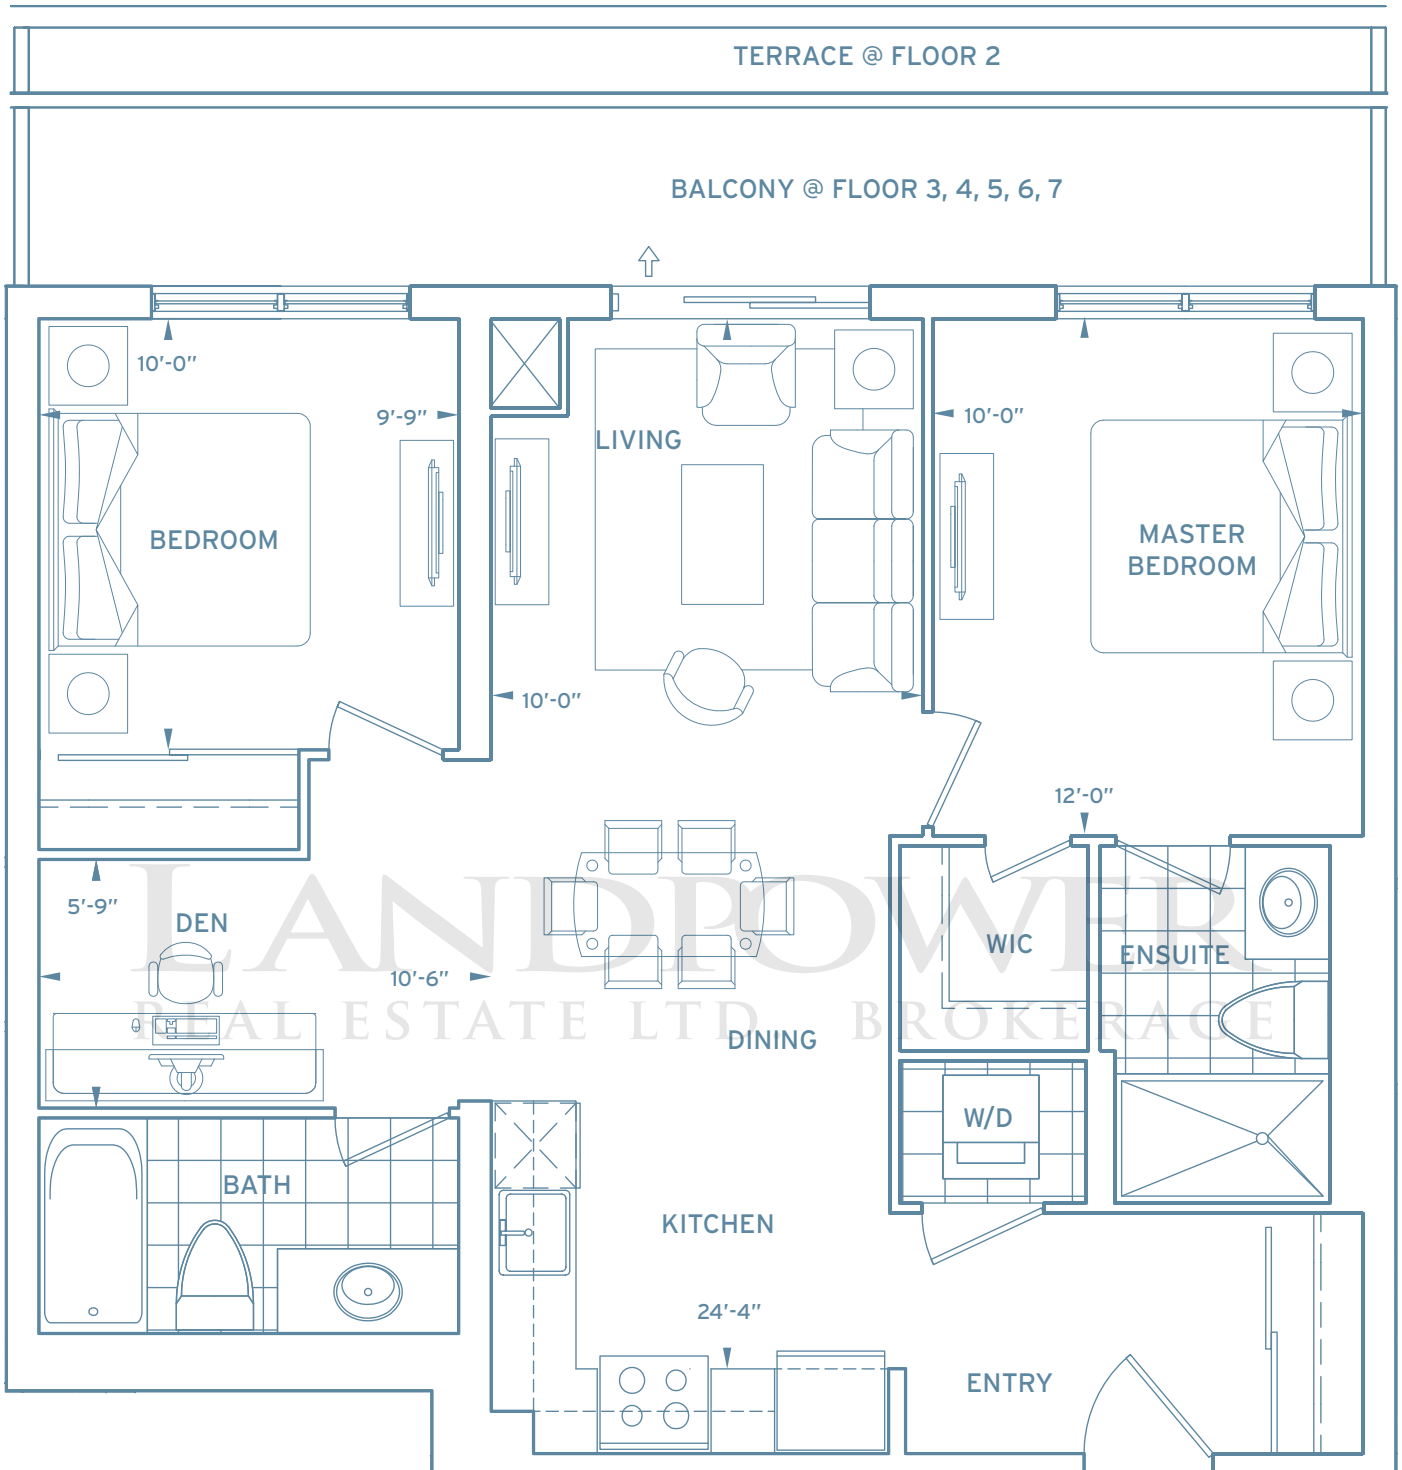 TERRACE @ FLOOR 2
BALCONY @ FLOOR 3, 4, 5, 6, 7
10'-0"
9'-9"
10'-0"
LIVING
BEDROOM
MASTER
BEDROOM
10'-0"
12'-0"
LANDPOWER
5'-9"
DEN
WIC
ENSUITE
10'-6"
REAL ESTATE LTD. BROKERAGE
DINING
W/D
BATH
KITCHEN
24'-4"
ENTRY